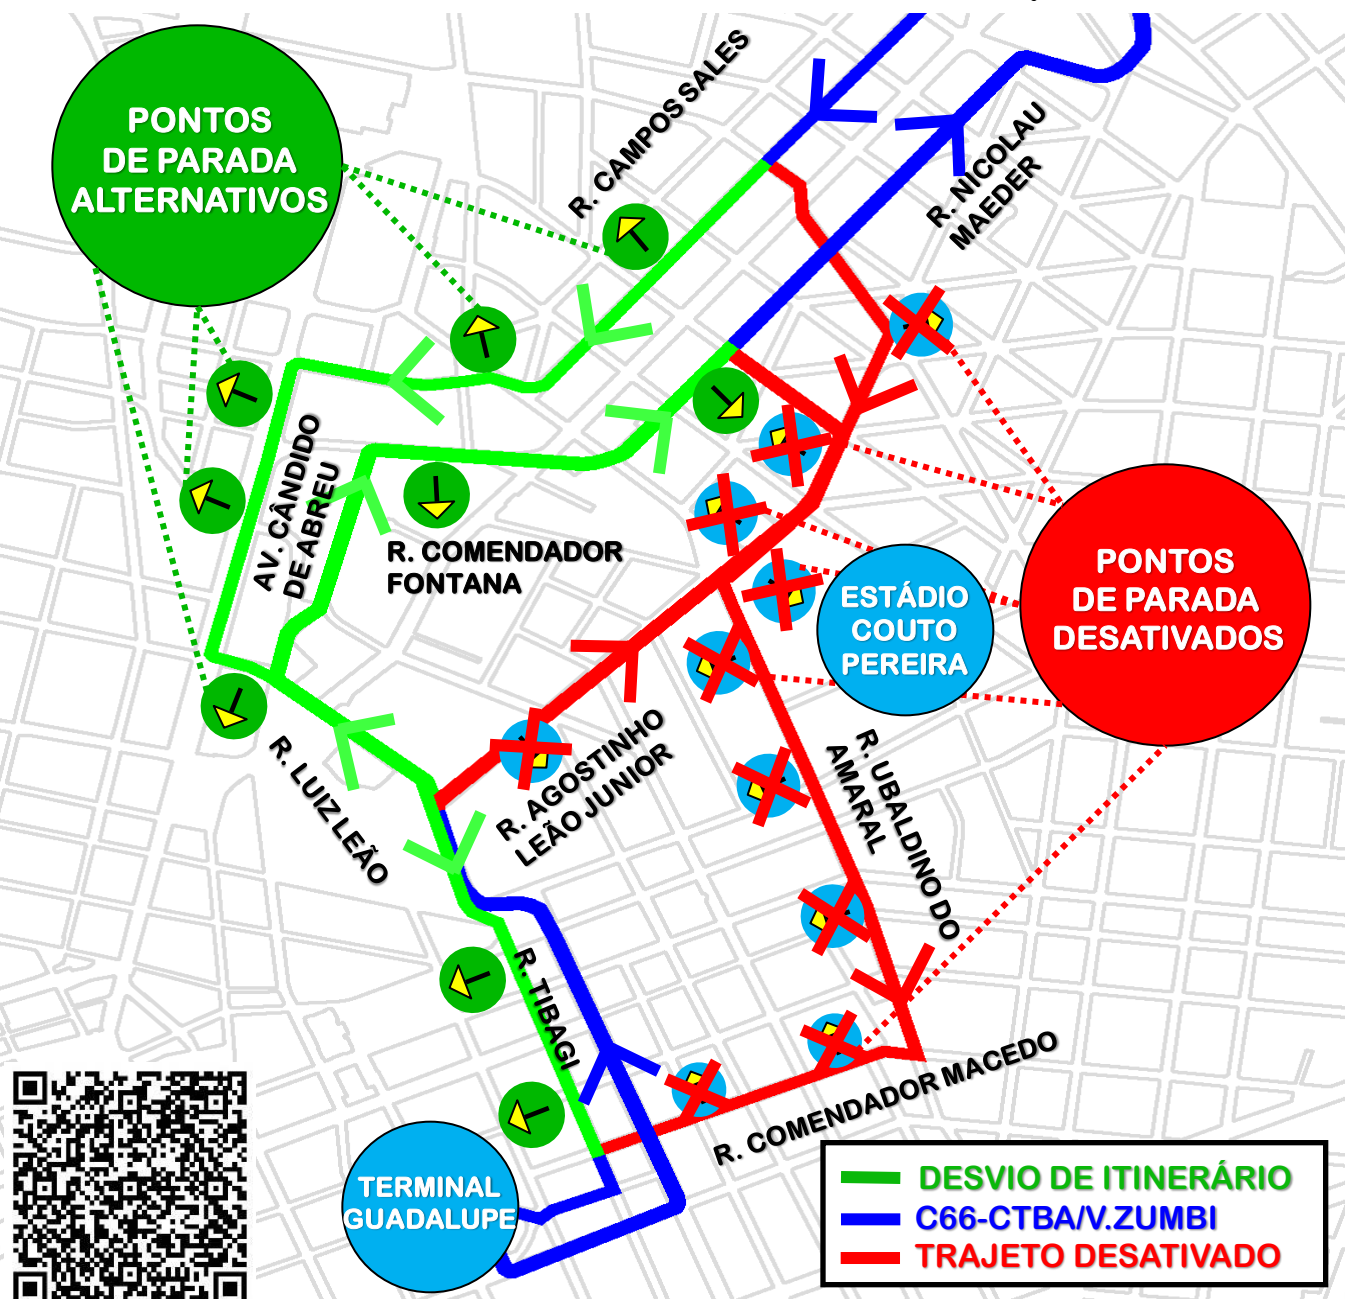 PONTOS
DE PARADA
ALTERNATIVOS
R. CAMPOS SALES
R. NICOLAU
MAEDER
AV. CÂNDIDO
DE ABREU
R. COMENDADOR
FONTANA
ESTÁDIO
COUTO
PEREIRA
PONTOS
DE PARADA
DESATIVADOS
R. LUIZ LEÃO
R. AGOSTINHO
LEÃO JUNIOR
R. UBALDINO DO
AMARAL
R. TIBAGI
R. COMENDADOR MACEDO
TERMINAL
GUADALUPE
DESVIO DE ITINERÁRIO
C66-CTBA/V.ZUMBI
TRAJETO DESATIVADO